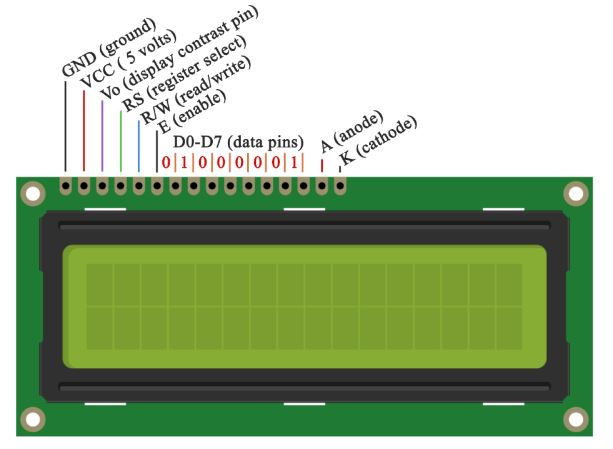 GND (ground)
VCC ( 5 volts)
Vo (display contrast pin)
RS (register select)
R/W (read/write)
E (enable)
D0-D7 (data pins)
0 1 0 0 0 0 0 1
A (anode)
K (cathode)